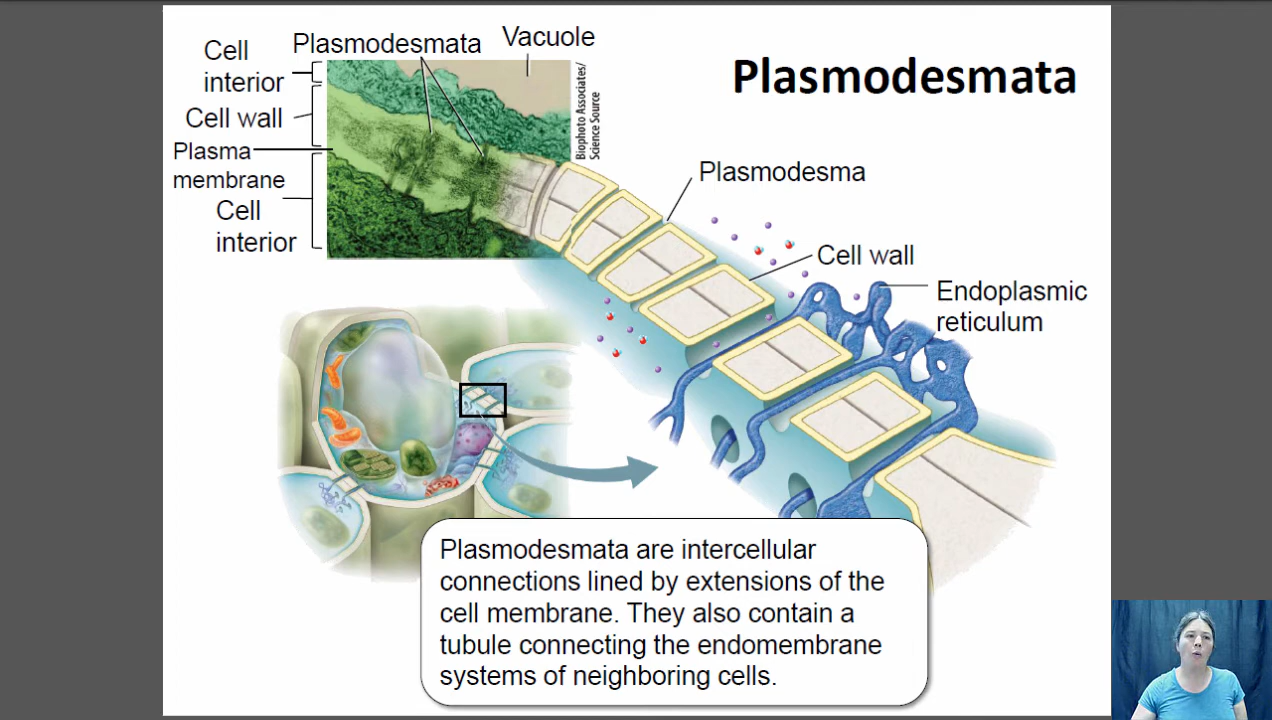 Plasmodesmata
Cell
interior
Plasmodesmata
Vacuole
Cell wall
Plasma
membrane
Cell
interior
Biophoto Associates/
Science Source
Plasmodesma
Cell wall
Endoplasmic
reticulum
Plasmodesmata are intercellular
connections lined by extensions of the
cell membrane. They also contain a
tubule connecting the endomembrane
systems of neighboring cells.